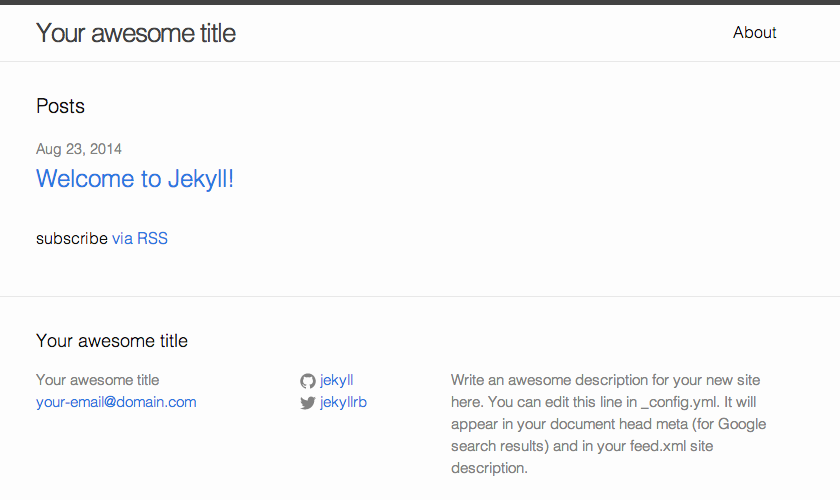 Your awesome title
About
Posts
Aug 23, 2014
Welcome to Jekyll!
subscribe via RSS
Your awesome title
Your awesome title
your-email@domain.com
jekyll
jekyllrb
Write an awesome description for your new site
here. You can edit this line in _config.yml. It will
appear in your document head meta (for Google
search results) and in your feed.xml site
description.